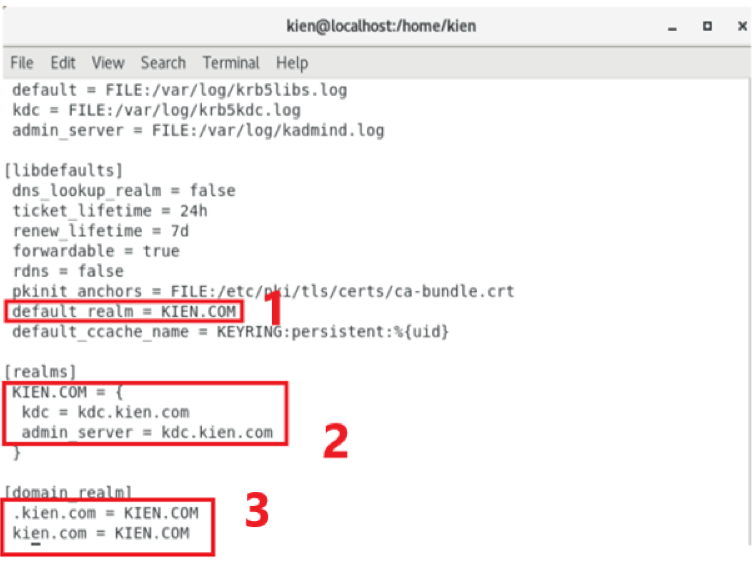 kien@localhost:/home/kien
File Edit View Search Terminal Help
default = FILE:/var/log/krb5libs.log
kdc = FILE:/var/log/krb5kdc.log
admin_server = FILE:/var/log/kadmind.log
[libdefaults]
dns_lookup_realm = false
ticket_lifetime = 24h
renew_lifetime = 7d
forwardable = true
rdns = false
pkinit_anchors = FILE:/etc/pki/tls/certs/ca-bundle.crt
default_realm = KIEN.COM 1
default_ccache_name = KEYRING:persistent:%{uid}
[realms]
KIEN.COM = {
kdc = kdc.kien.com
admin_server = kdc.kien.com 2
}
[domain_realm]
.kien.com = KIEN.COM 3
kien.com = KIEN.COM